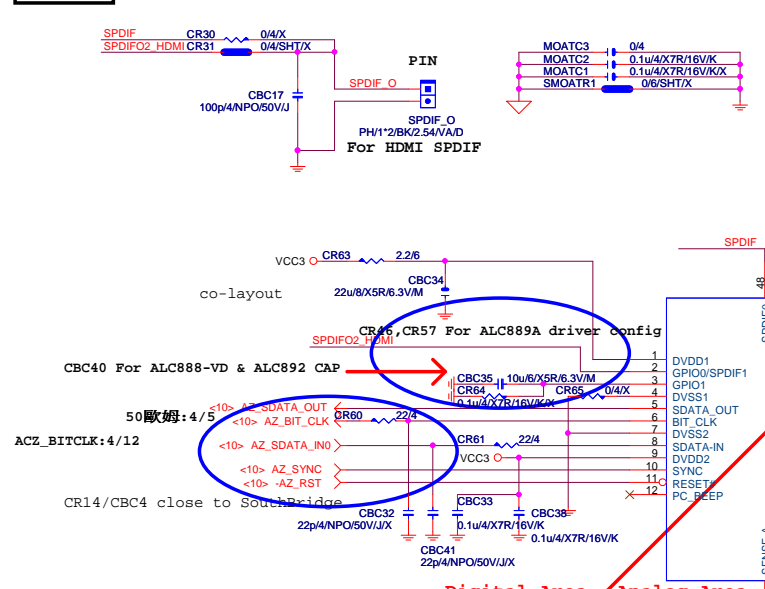 SPDIF CR30 0/4/X
SPDIFO2_HDMI CR31 0/4/SHT/X
PIN
SPDIF_O
CBC17
100p/4/NPO/50V/J
SPDIF_O
PH/1*2/BK/2.54/VA/D
For HDMI SPDIF
MOATC3 0/4
MOATC2 0.1u/4/X7R/16V/K
MOATC1 0.1u/4/X7R/16V/K/X
SMOATR1 0/6/SHT/X
SPDIF
48
VCC3 CR63 2.2/6
CBC34
22u/8/X5R/6.3V/M
co-layout
CR46,CR57 For ALC889A driver config
SPDIFO2_HDMI
CBC40 For ALC888-VD & ALC892 CAP
CBC35 10u/6/X5R/6.3V/M
CR64 CR65 0/4/X
0.1u/4/X7R/16V/K/X
50歐姆:4/5
ACZ_BITCLK:4/12
<10> AZ_SDATA_OUT
<10> AZ_BIT_CLK CR60 22/4
<10> AZ_SDATA_IN0 CR61 22/4
VCC3
<10> AZ_SYNC
<10> -AZ_RST
CR14/CBC4 close to SouthBridge
CBC32
22p/4/NPO/50V/J/X
CBC41
22p/4/NPO/50V/J/X
CBC33
0.1u/4/X7R/16V/K
CBC38
0.1u/4/X7R/16V/K
1 DVDD1
2 GPIO0/SPDIF1
3 GPIO1
4 DVSS1
5 SDATA_OUT
6 BIT_CLK
7 DVSS2
8 SDATA-IN
9 DVDD2
10 SYNC
11 RESET#
12 PC_BEEP